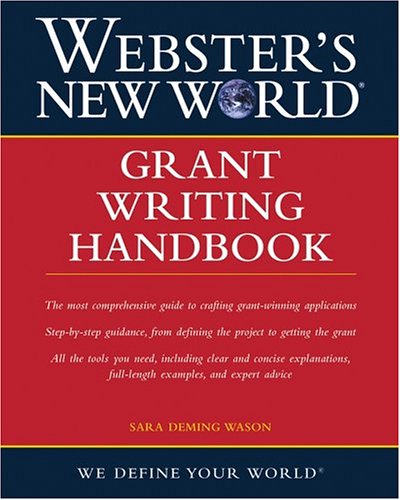 WEBSTER'S
NEW WORLD®
GRANT
WRITING
HANDBOOK
The most comprehensive guide to crafting grant-winning applications
Step-by-step guidance, from defining the project to getting the grant
All the tools you need, including clear and concise explanations,
full-length examples, and expert advice
SARA DEMING WASON
WE DEFINE YOUR WORLD®